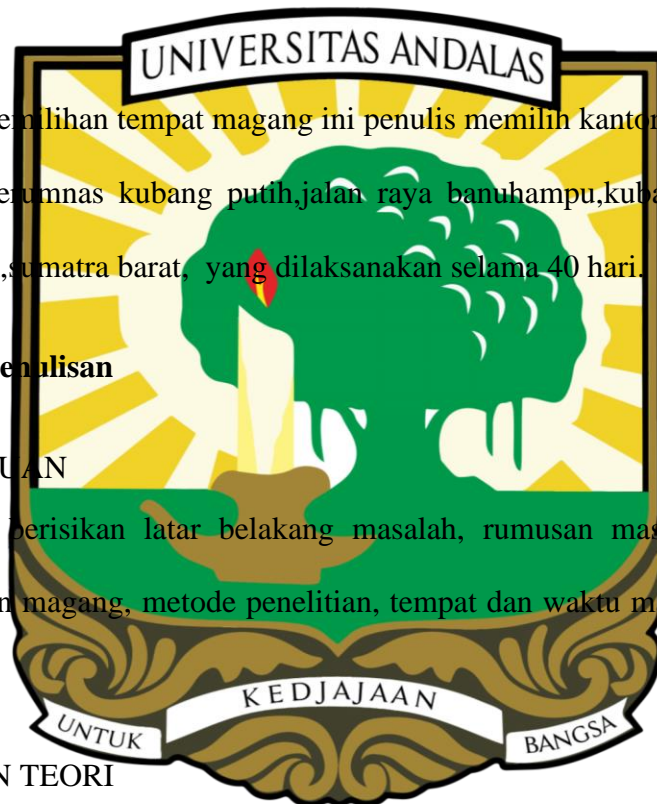 UNIVERSITAS ANDALAS
emilihan tempat magang ini penulis memilih kantor
erumnas kubang putih,jalan raya banuhampu,kuba
,sumatra barat, yang dilaksanakan selama 40 hari.
enulisan
UAN
berisikan latar belakang masalah, rumusan mas
n magang, metode penelitian, tempat dan waktu m
UNTUK KEDJAJAAN BANGSA
N TEORI